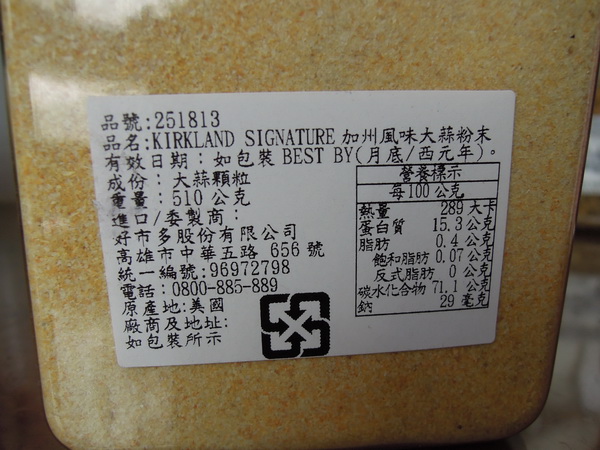 品號:251813
品名:KIRKLAND SIGNATURE 加州風味大蒜粉末
有效日期: 如包裝 BEST BY(月底/西元年)。
成份: 大蒜顆粒
重量: 510 公克
進口/委製商:
好市多股份有限公司
高雄市中華五路 656 號
統一編號:96972798
電話:0800-885-889
原產地:美國
廠商及地址:
如包裝所示
營養標示
每100公克
熱量 289 大卡
蛋白質 15.3 公克
脂肪 0.4 公克
飽和脂肪 0.07 公克
反式脂肪 0 公克
碳水化合物 71.1 公克
鈉 29 毫克